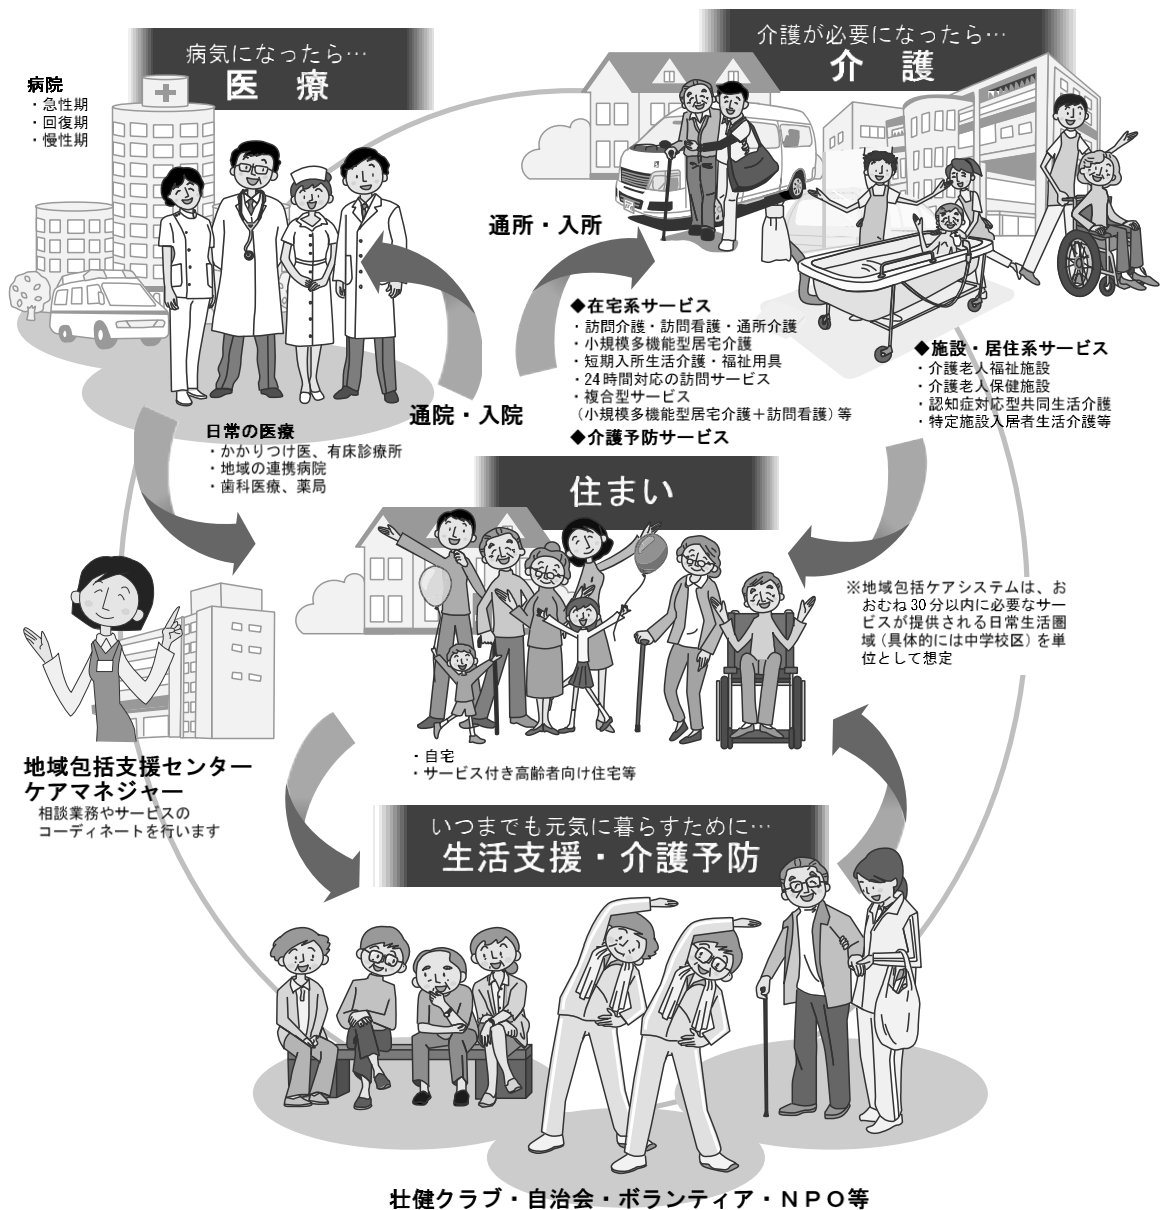 病気になったら…
医　療
病院
・急性期
・回復期
・慢性期
介護が必要になったら…
介　護
通所・入所
通院・入院
◆在宅系サービス
・訪問介護・訪問看護・通所介護
・小規模多機能型居宅介護
・短期入所生活介護・福祉用具
・24時間対応の訪問サービス
・複合型サービス
（小規模多機能型居宅介護＋訪問看護）等
◆介護予防サービス
◆施設・居住系サービス
・介護老人福祉施設
・介護老人保健施設
・認知症対応型共同生活介護
・特定施設入居者生活介護等
日常の医療
・かかりつけ医、有床診療所
・地域の連携病院
・歯科医療、薬局
住まい
・自宅
・サービス付き高齢者向け住宅等
※地域包括ケアシステムは、お
おむね30分以内に必要なサー
ビスが提供される日常生活圏
域（具体的には中学校区）を単
位として想定
地域包括支援センター
ケアマネジャー
相談業務やサービスの
コーディネートを行います
いつまでも元気に暮らすために…
生活支援・介護予防
壮健クラブ・自治会・ボランティア・ＮＰＯ等